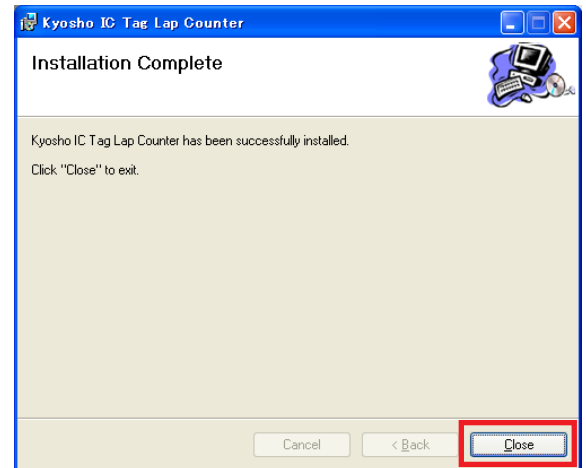 Kyosho IC Tag Lap Counter
Installation Complete
Kyosho IC Tag Lap Counter has been successfully installed.
Click "Close" to exit.
Cancel
< Back
Close